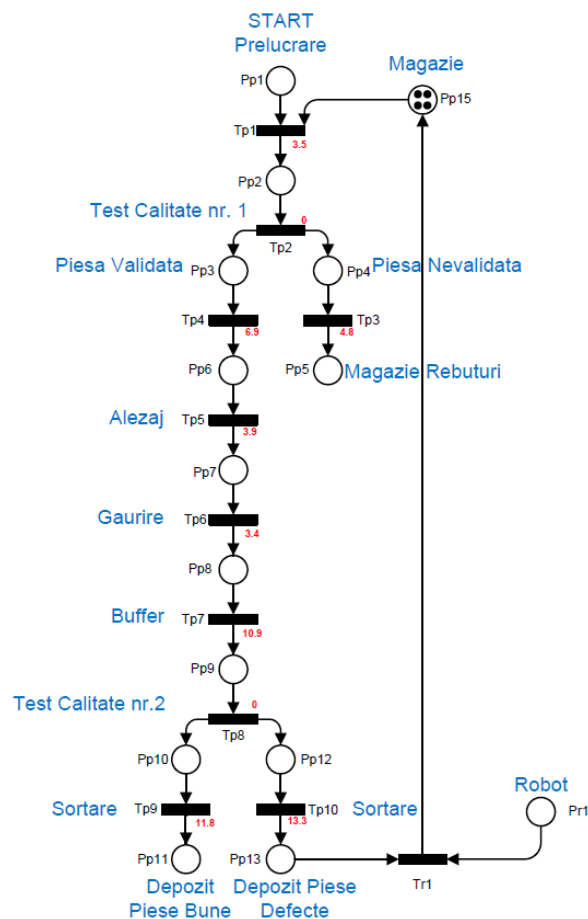 START
Prelucrare
Magazie
Pp1
Pp15
Tp1
3.5
Pp2
Test Calitate nr. 1
0
Tp2
Piesa Validata
Pp3
Pp4
Piesa Nevalidata
Tp4
6.9
Tp3
4.8
Pp6
Pp5
Magazie Rebuturi
Alezaj
Tp5
3.9
Pp7
Gaurire
Tp6
3.4
Pp8
Buffer
Tp7
10.9
Pp9
Test Calitate nr.2
0
Tp8
Pp10
Pp12
Robot
Pr1
Sortare
Tp9
11.8
Tp10
13.3
Sortare
Pp11
Pp13
Tr1
Depozit
Piese Bune
Depozit Piese
Defecte